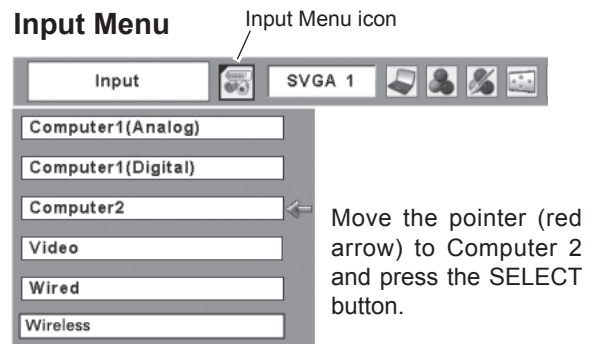 Input Menu
Input Menu icon
Input
SVGA 1
Computer1(Analog)
Computer1(Digital)
Computer2
Video
Wired
Wireless
Move the pointer (red
arrow) to Computer 2
and press the SELECT
button.